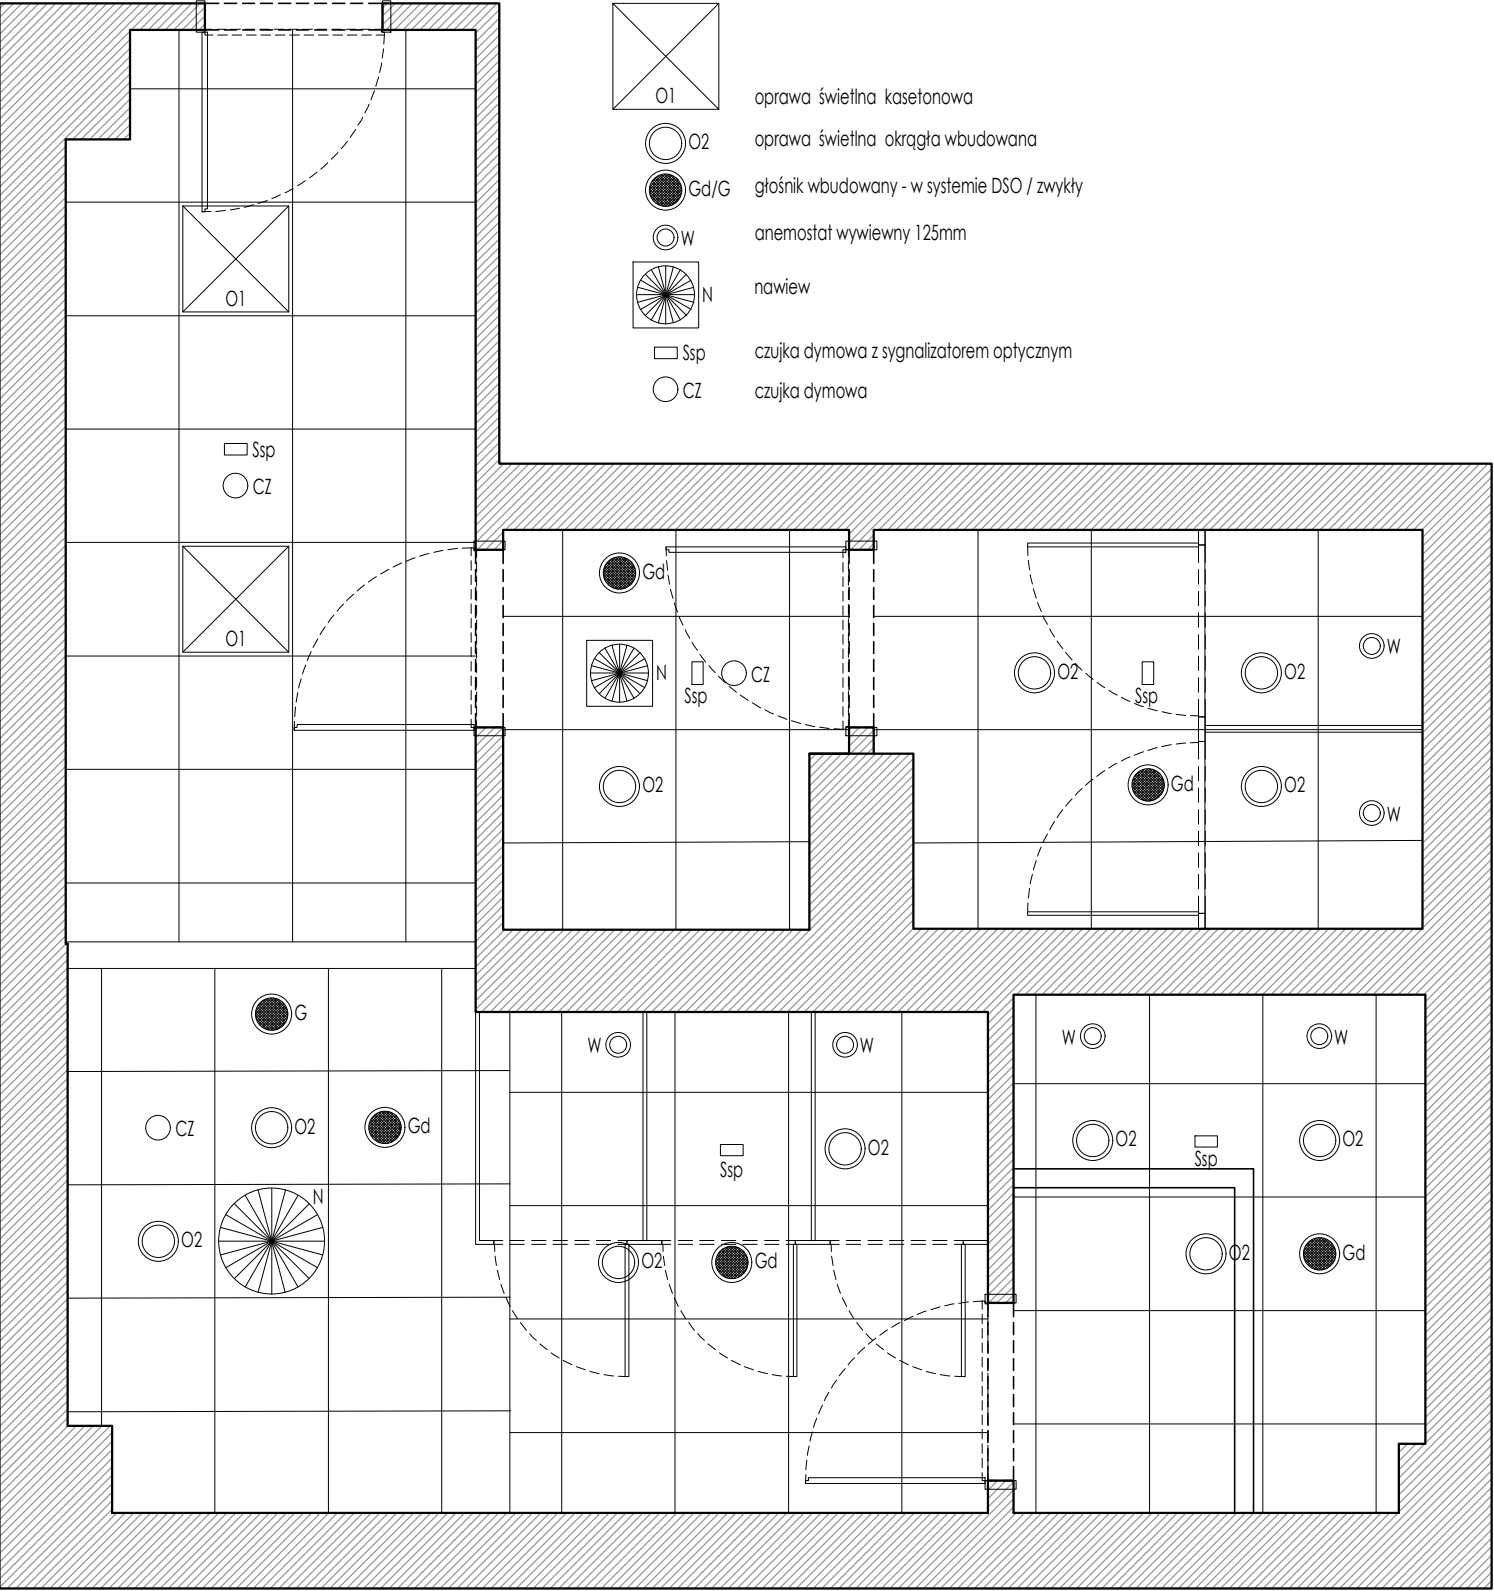 O1 oprawa świetlna kasetonowa
O2 oprawa świetlna okrągła wbudowana
Gd/G głośnik wbudowany - w systemie DSO / zwykły
W anemostat wywiewny 125mm
N nawiew
Ssp czujka dymowa z sygnalizatorem optycznym
CZ czujka dymowa
O1
Ssp
CZ
O1
Gd
N
Ssp
CZ
O2
O2
Ssp
O2
W
Gd
O2
W
G
CZ
O2
Gd
O2
N
W
W
Ssp
O2
O2
Gd
W
W
O2
Ssp
O2
O2
Gd